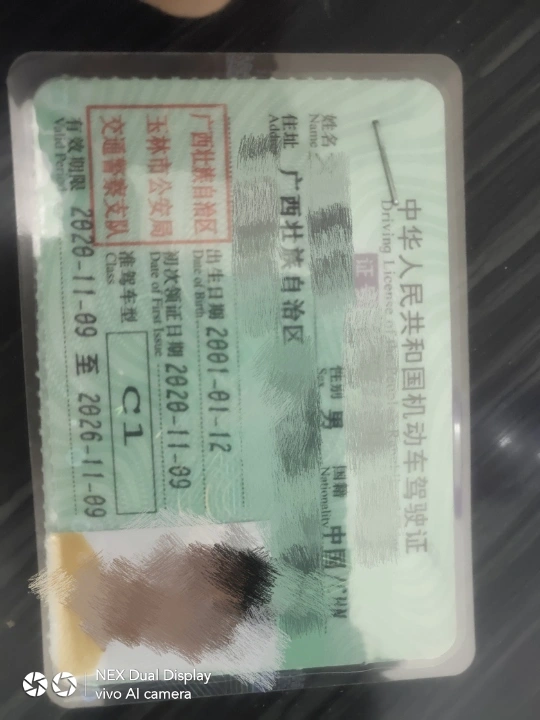 中华人民共和国机动车驾驶证
Driving License of the People's Republic
证号
姓名
Name
性别 男 国籍 中国
Sex
Nationality
住址 广西壮族自治区
Address
出生日期 2001-01-12
Date of Birth
广西壮族自治区
玉林市公安局
交通警察支队
初次领证日期 2020-11-09
Date of First Issue
准驾车型 C1
Class
有效期限 2020-11-09 至 2026-11-09
Valid Period
NEX Dual Display
vivo AI camera